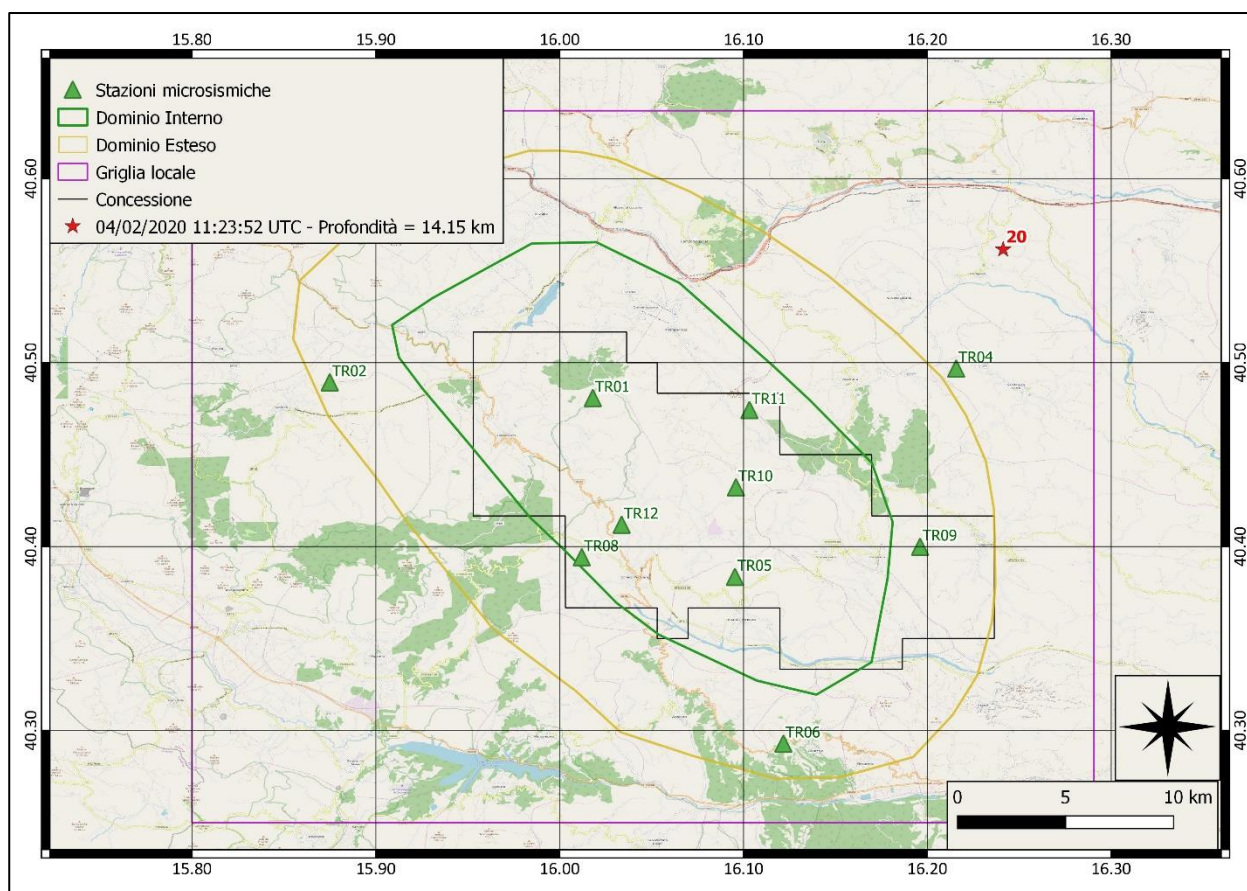 15.80 15.90 16.00 16.10 16.20 16.30
Stazioni microsismiche
Dominio Interno
Dominio Esteso
Griglia locale
Concessione
04/02/2020 11:23:52 UTC - Profondità = 14.15 km
40.60 40.60
20
40.50 40.50
TR04
TR02
TR01
TR11
TR10
TR12
40.40 40.40
TR09
TR08
TR05
40.30 40.30
TR06
0 5 10 km
15.80 15.90 16.00 16.10 16.20 16.30